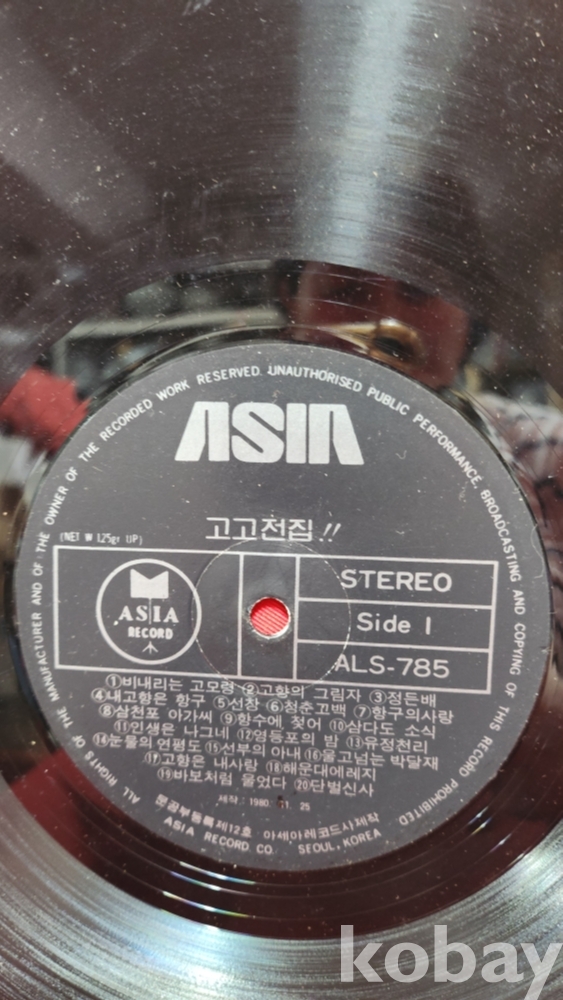 ALL RIGHTS OF THE MANUFACTURER AND OF THE OWNER OF THE RECORDED WORK RESERVED. UNAUTHORISED PUBLIC PERFORMANCE, BROADCASTING AND COPYING OF THIS RECORD PROHIBITED
ASIA
고고전집!!
(NET W 125gr UP)
ASIA
RECORD
STEREO
Side 1
ALS-785
①비내리는 고모령 ②고향의 그림자 ③정든배
④내고향은 항구 ⑤선창 ⑥청춘꼬백 ⑦항구의사랑
⑧삼천포 아가씨 ⑨향수에 젖어 ⑩삼다도 소식
⑪인생은 나그네 ⑫영등포의 밤 ⑬유정천리
⑭눈물의 연평도 ⑮선부의 아내 ⑯울고넘는 박달재
⑰고향은 내사랑 ⑱해운대에레지
⑲바보처럼 울었다 ⑳단벌신사
제작: 1980. 25
문공부등록제12호 아세아레코드사제작
ASIA RECORD CO. SEOUL, KOREA
kobay